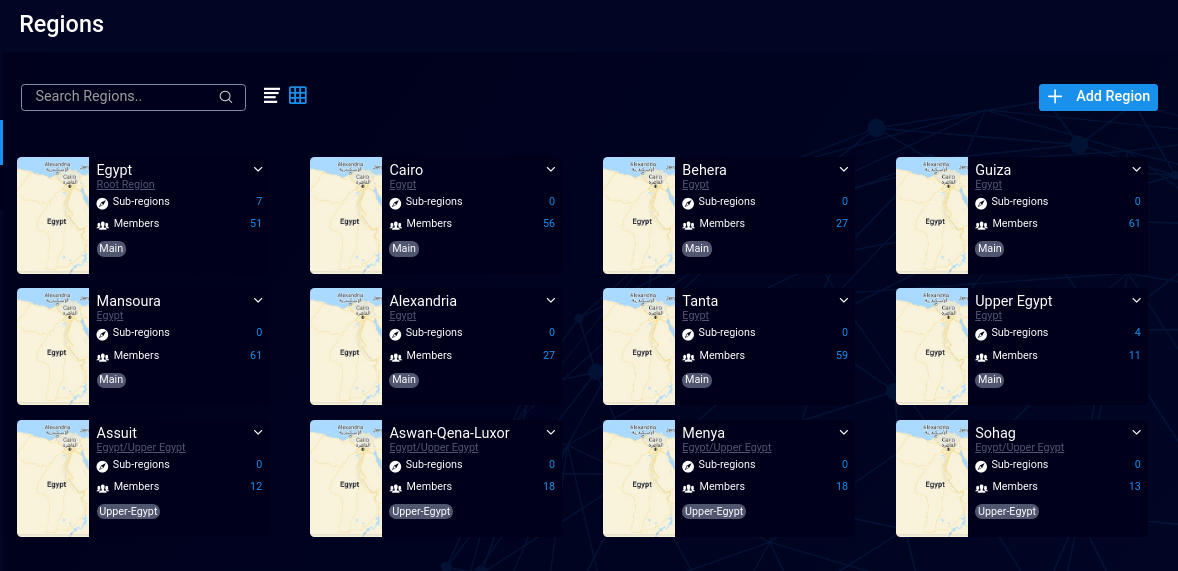 Regions
Search Regions..
Add Region
Egypt
Root Region
Sub-regions 7
Members 51
Main
Cairo
Egypt
Sub-regions 0
Members 56
Main
Behera
Egypt
Sub-regions 0
Members 27
Main
Guiza
Egypt
Sub-regions 0
Members 61
Main
Mansoura
Egypt
Sub-regions 0
Members 61
Main
Alexandria
Egypt
Sub-regions 0
Members 27
Main
Tanta
Egypt
Sub-regions 0
Members 59
Main
Upper Egypt
Egypt
Sub-regions 4
Members 11
Main
Assuit
Egypt/Upper Egypt
Sub-regions 0
Members 12
Upper-Egypt
Aswan-Qena-Luxor
Egypt/Upper Egypt
Sub-regions 0
Members 18
Upper-Egypt
Menya
Egypt/Upper Egypt
Sub-regions 0
Members 18
Upper-Egypt
Sohag
Egypt/Upper Egypt
Sub-regions 0
Members 13
Upper-Egypt
Alexandria
الإسكندرية
Cairo
القاهرة
Egypt
Alexandria
الإسكندرية
Cairo
القاهرة
Egypt
Alexandria
الإسكندرية
Cairo
القاهرة
Egypt
Alexandria
الإسكندرية
Cairo
القاهرة
Egypt
Alexandria
الإسكندرية
Cairo
القاهرة
Egypt
Alexandria
الإسكندرية
Cairo
القاهرة
Egypt
Alexandria
الإسكندرية
Cairo
القاهرة
Egypt
Alexandria
الإسكندرية
Cairo
القاهرة
Egypt
Alexandria
الإسكندرية
Cairo
القاهرة
Egypt
Alexandria
الإسكندرية
Cairo
القاهرة
Egypt
Alexandria
الإسكندرية
Cairo
القاهرة
Egypt
Alexandria
الإسكندرية
Cairo
القاهرة
Egypt